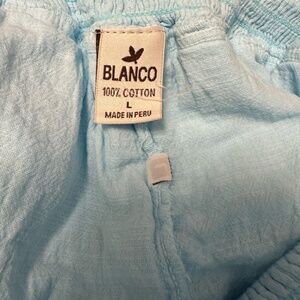 BLANCO
100% COTTON
L
MADE IN PERU